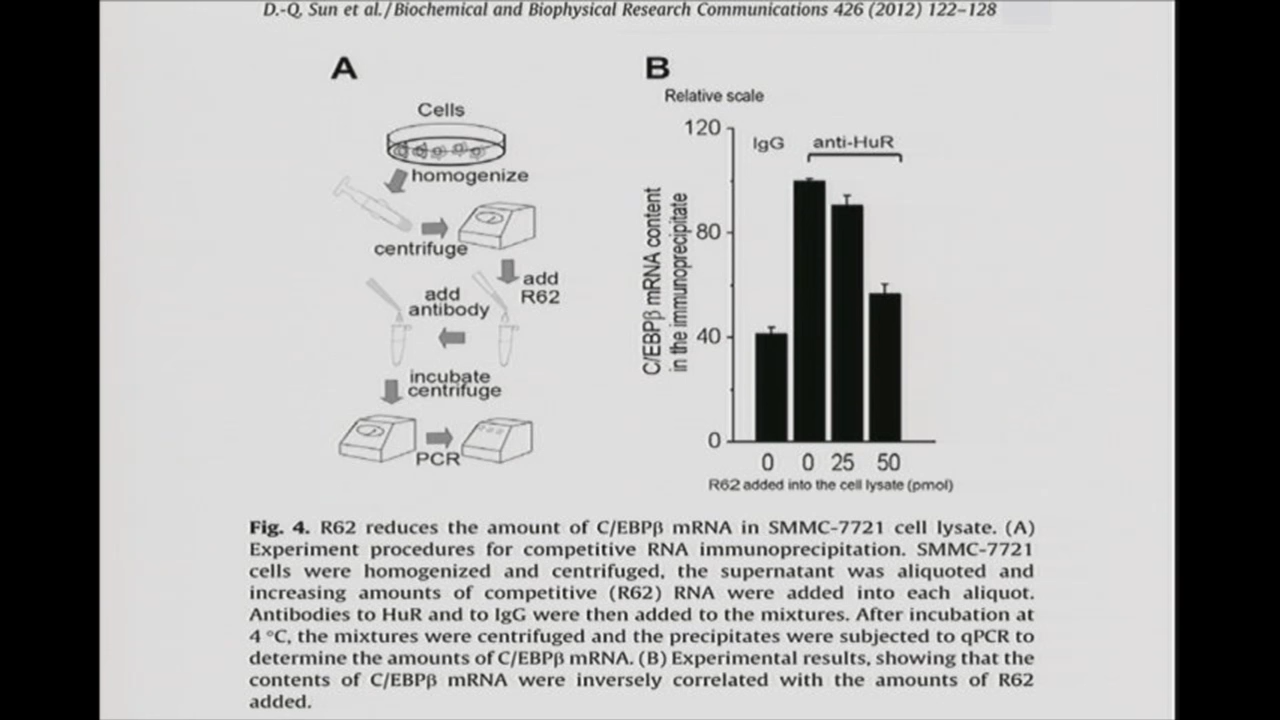 D.-Q. Sun et al. / Biochemical and Biophysical Research Communications 426 (2012) 122–128
A
Cells
homogenize
centrifuge
add
R62
add
antibody
incubate
centrifuge
PCR
B
Relative scale
C/EBPβ mRNA content
in the immunoprecipitate
120
80
40
0
IgG
anti-HuR
0 0 25 50
R62 added into the cell lysate (pmol)
Fig. 4. R62 reduces the amount of C/EBPβ mRNA in SMMC-7721 cell lysate. (A)
Experiment procedures for competitive RNA immunoprecipitation. SMMC-7721
cells were homogenized and centrifuged, the supernatant was aliquoted and
increasing amounts of competitive (R62) RNA were added into each aliquot.
Antibodies to HuR and to IgG were then added to the mixtures. After incubation at
4 °C, the mixtures were centrifuged and the precipitates were subjected to qPCR to
determine the amounts of C/EBPβ mRNA. (B) Experimental results, showing that the
contents of C/EBPβ mRNA were inversely correlated with the amounts of R62
added.